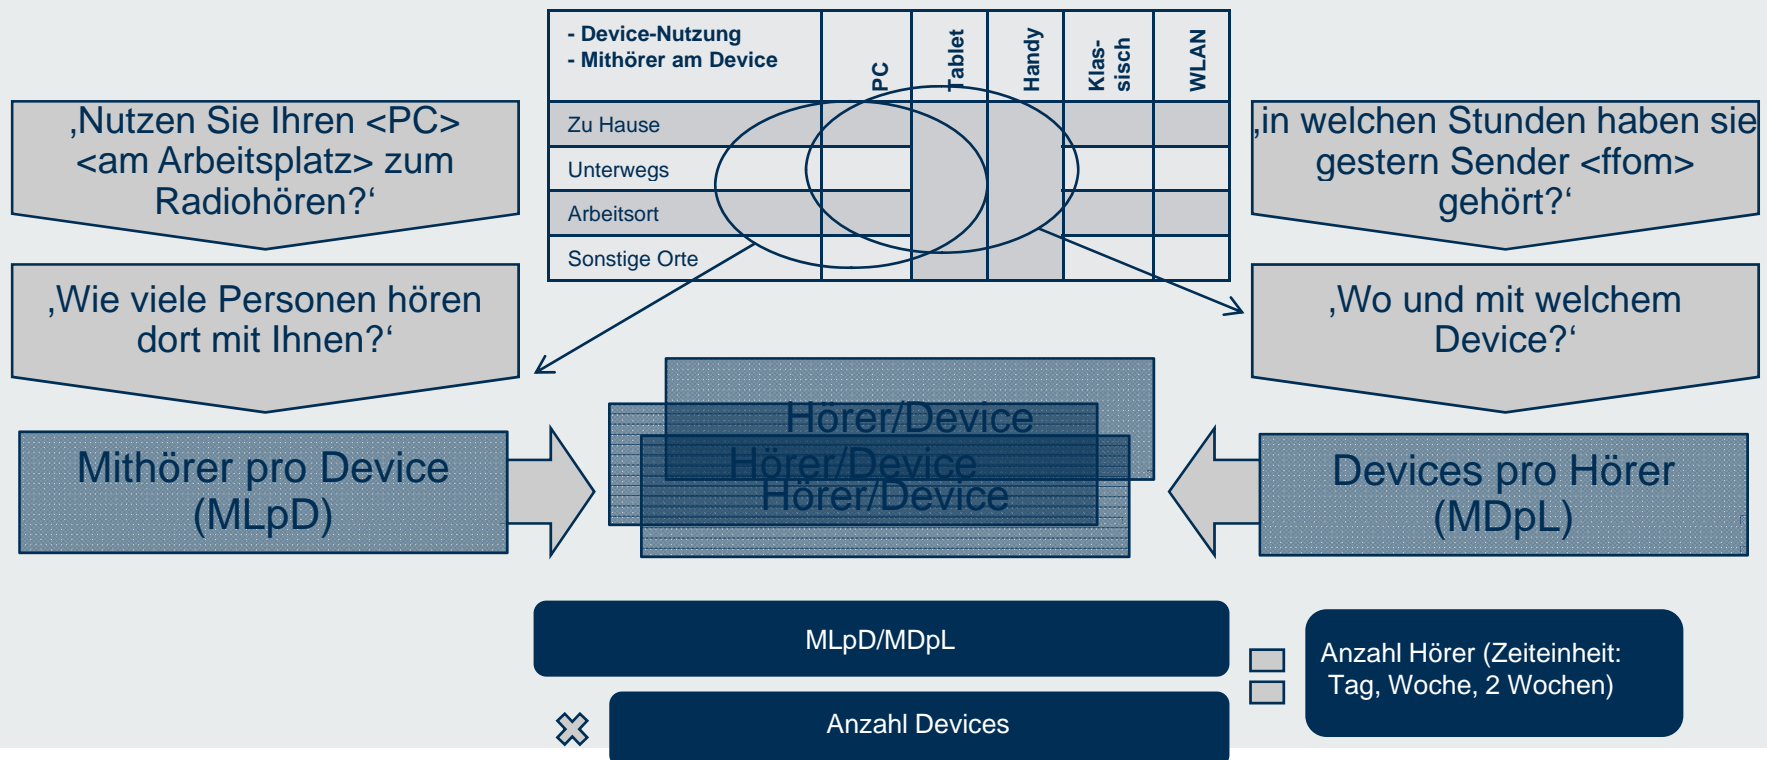 - Device-Nutzung
- Mithörer am Device
PC
Tablet
Handy
Klas-
sisch
WLAN
Zu Hause
Unterwegs
Arbeitsort
Sonstige Orte
‚Nutzen Sie Ihren <PC>
<am Arbeitsplatz> zum
Radiohören?‘
‚Wie viele Personen hören
dort mit Ihnen?‘
Mithörer pro Device
(MLpD)
‚in welchen Stunden haben sie
gestern Sender <ffom>
gehört?‘
‚Wo und mit welchem
Device?‘
Devices pro Hörer
(MDpL)
Hörer/Device
Hörer/Device
Hörer/Device
MLpD/MDpL
Anzahl Devices
Anzahl Hörer (Zeiteinheit:
Tag, Woche, 2 Wochen)